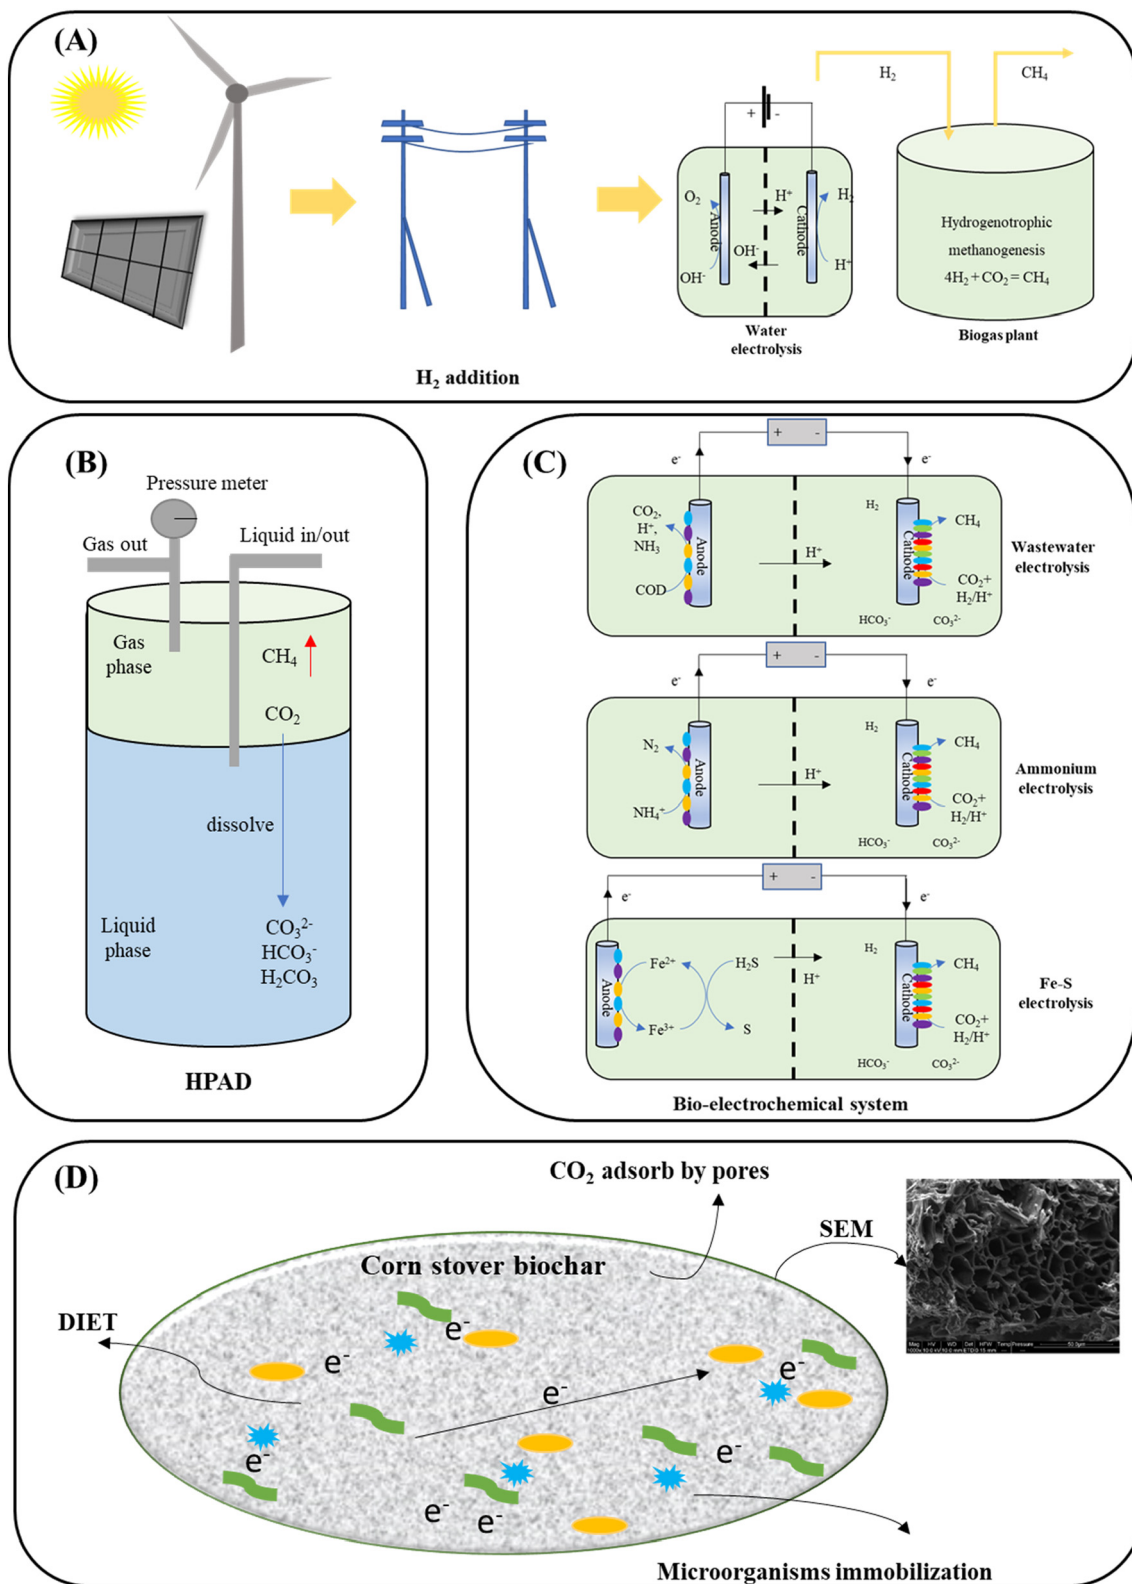 (A)
H₂
CH₄
+ -
O₂
H⁺
H₂
Anode
Cathode
OH⁻
OH⁻
H⁺
Hydrogenotrophic
methanogenesis
4H₂ + CO₂ = CH₄
Water
electrolysis
Biogas plant
H₂ addition
(B)
Pressure meter
Gas out
Liquid in/out
Gas
phase
CH₄
CO₂
dissolve
Liquid
phase
CO₃²⁻
HCO₃⁻
H₂CO₃
HPAD
(C)
+ -
e⁻
e⁻
CO₂,
H⁺,
NH₃
COD
Anode
H⁺
H₂
Cathode
CH₄
CO₂+
H₂/H⁺
HCO₃⁻
CO₃²⁻
Wastewater
electrolysis
+ -
e⁻
e⁻
N₂
NH₄⁺
Anode
H⁺
H₂
Cathode
CH₄
CO₂+
H₂/H⁺
HCO₃⁻
CO₃²⁻
Ammonium
electrolysis
+ -
e⁻
e⁻
Anode
Fe²⁺
Fe³⁺
H₂S
S
H⁺
H₂
Cathode
CH₄
CO₂+
H₂/H⁺
HCO₃⁻
CO₃²⁻
Fe-S
electrolysis
Bio-electrochemical system
(D)
CO₂ adsorb by pores
SEM
Corn stover biochar
DIET
e⁻
e⁻
e⁻
e⁻
e⁻
e⁻
e⁻
e⁻
Microorganisms immobilization